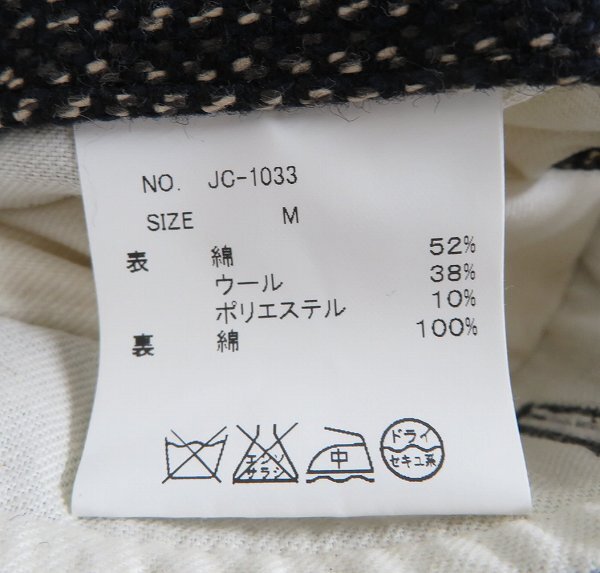 NO. JC-1033
SIZE M
表 綿 52%
ウール 38%
ポリエステル 10%
裏 綿 100%
エンソサラシ
中
ドライ
セキユ系